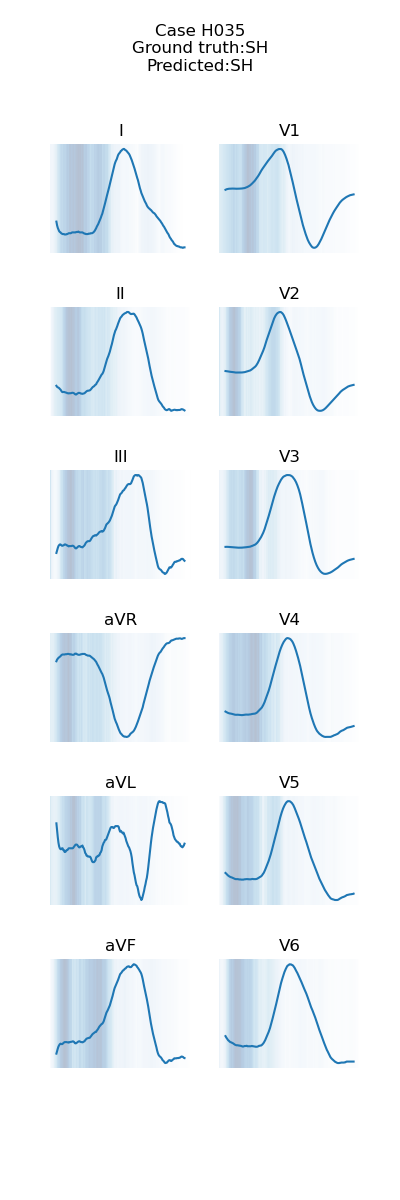 Case H035
Ground truth:SH
Predicted:SH
I
V1
II
V2
III
V3
aVR
V4
aVL
V5
aVF
V6